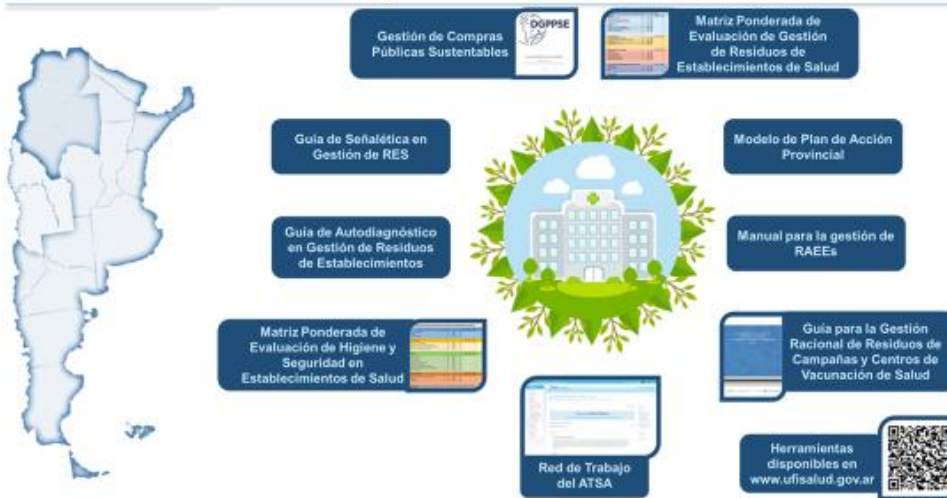 Gestión de Compras
Públicas Sustentables
DGPPSE
Matriz Ponderada de
Evaluación de Gestión
de Residuos de
Establecimientos de Salud
Guía de Señalética en
Gestión de RES
Modelo de Plan de Acción
Provincial
Guía de Autodiagnóstico
en Gestión de Residuos
de Establecimientos
Manual para la gestión de
RAEEs
Matriz Ponderada de
Evaluación de Higiene y
Seguridad en
Establecimientos de Salud
Guía para la Gestión
Racional de Residuos de
Campañas y Centros de
Vacunación de Salud
Red de Trabajo
del ATSA
Herramientas
disponibles en
www.ufisalud.gov.ar